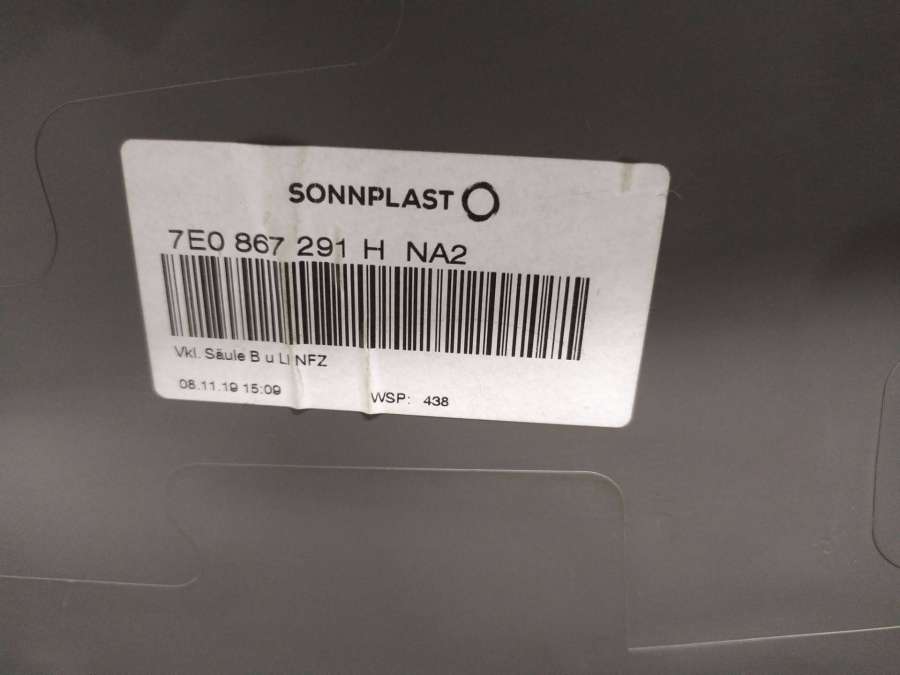 SONNPLAST
7E0 867 291 H NA2
Vkl. Säule B u LI NFZ
08.11.19 15:09
WSP: 438